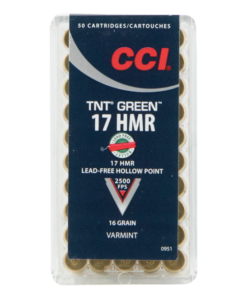 50 CARTRIDGES/CARTOUCHES
CCI
TNT® GREEN™
17 HMR
17 HMR
LEAD-FREE HOLLOW POINT
2500
FPS
16 GRAIN
VARMINT
0951